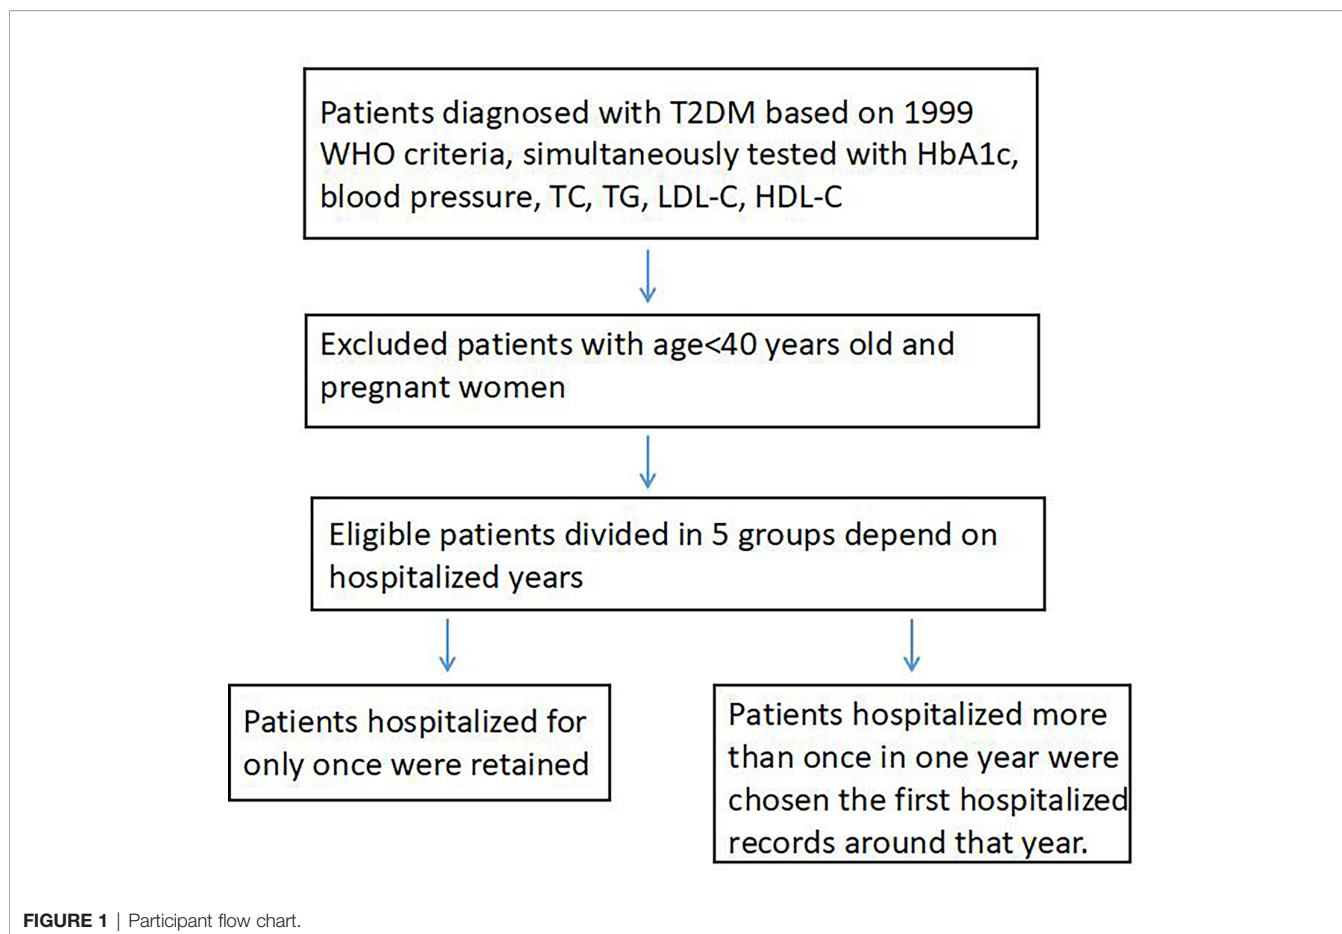 Patients diagnosed with T2DM based on 1999
WHO criteria, simultaneously tested with HbA1c,
blood pressure, TC, TG, LDL-C, HDL-C
Excluded patients with age<40 years old and
pregnant women
Eligible patients divided in 5 groups depend on
hospitalized years
Patients hospitalized for
only once were retained
Patients hospitalized more
than once in one year were
chosen the first hospitalized
records around that year.
FIGURE 1 | Participant flow chart.